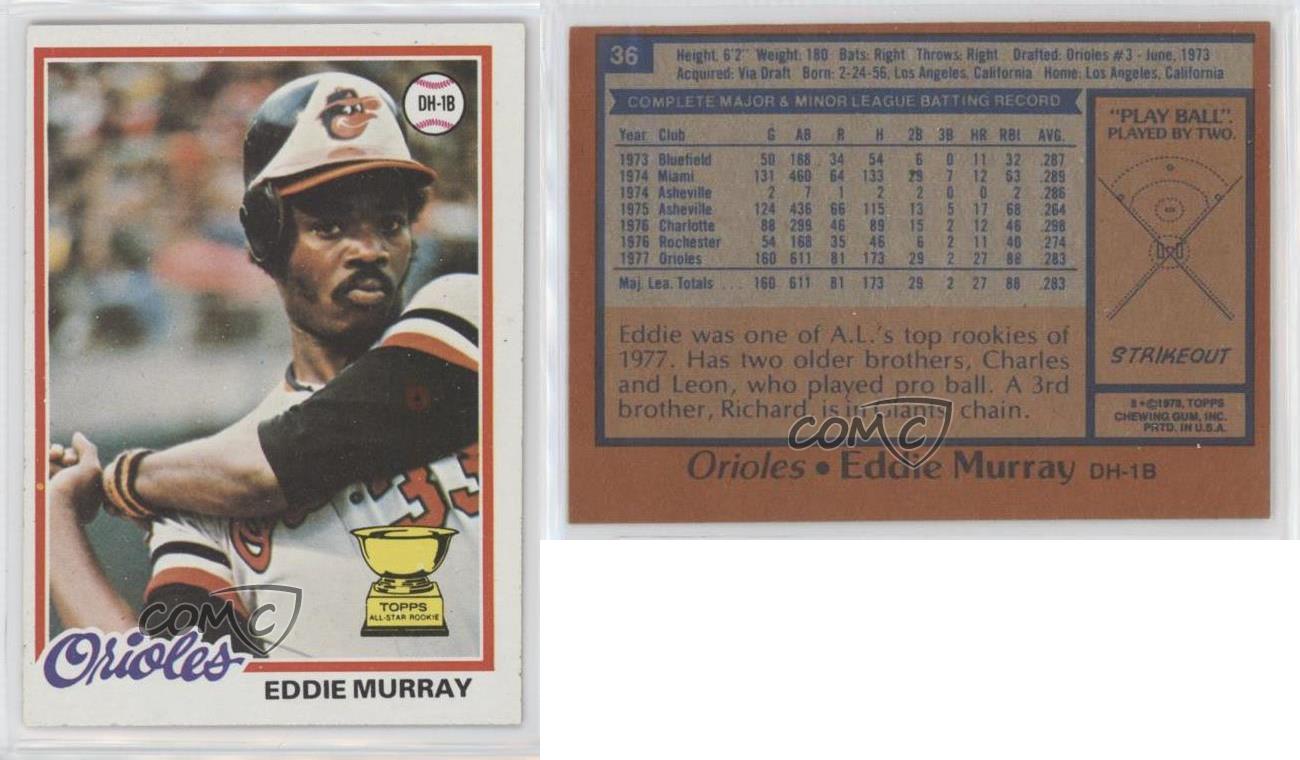 DH-1B
33
TOPPS
ALL-STAR ROOKIE
COMC
Orioles
EDDIE MURRAY
36
Height: 6'2" Weight: 180 Bats: Right Throws: Right Drafted: Orioles #3 - June, 1973
Acquired: Via Draft Born: 2-24-56, Los Angeles, California Home: Los Angeles, California
COMPLETE MAJOR & MINOR LEAGUE BATTING RECORD
Year Club G AB R H 2B 3B HR RBI AVG.
1973 Bluefield 50 188 34 54 6 0 11 32 .287
1974 Miami 131 460 64 133 29 7 12 63 .289
1974 Asheville 2 7 1 2 2 0 0 2 .286
1975 Asheville 124 436 66 115 13 5 17 68 .264
1976 Charlotte 88 299 46 89 15 2 12 46 .298
1976 Rochester 54 168 35 46 6 2 11 40 .274
1977 Orioles 160 611 81 173 29 2 27 88 .283
Maj. Lea. Totals ... 160 611 81 173 29 2 27 88 .283
Eddie was one of A.L.'s top rookies of
1977. Has two older brothers, Charles
and Leon, who played pro ball. A 3rd
brother, Richard, is in Giants' chain.
"PLAY BALL".
PLAYED BY TWO.
STRIKEOUT
©1978, TOPPS
CHEWING GUM, INC.
PRTD. IN U.S.A.
COMC
Orioles • Eddie Murray DH-1B